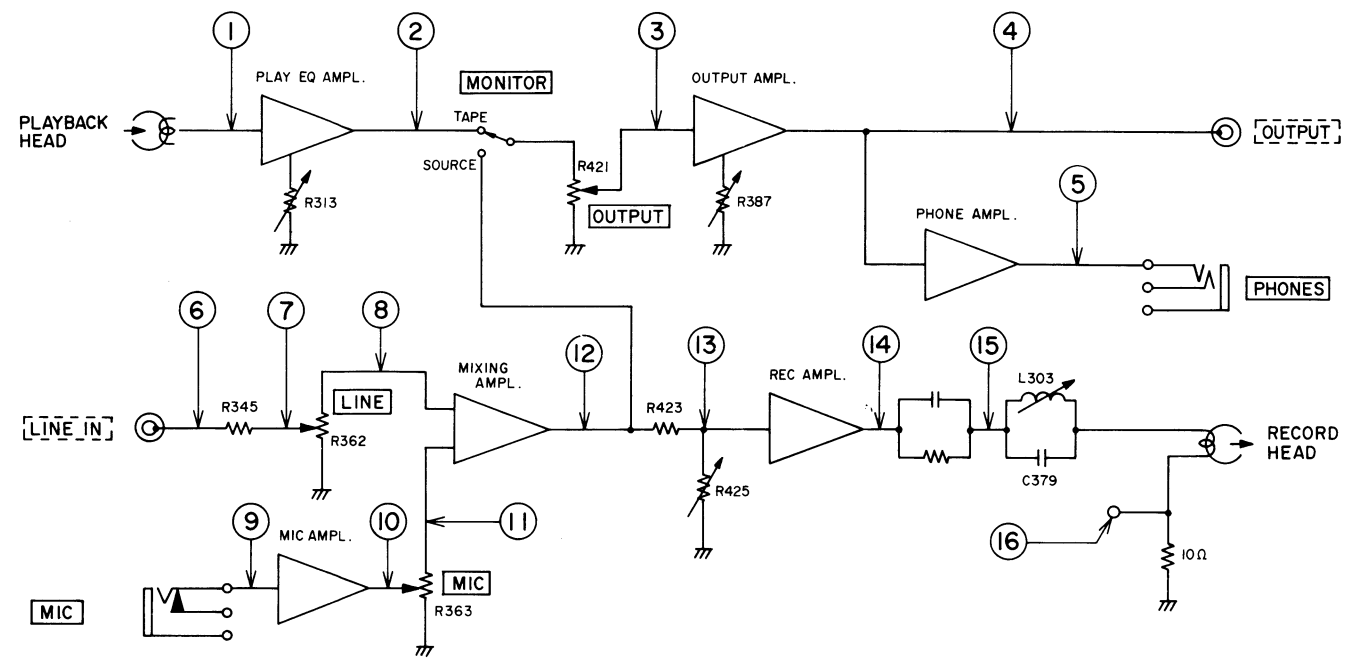 1
2
3
4
PLAY EQ AMPL.
MONITOR
OUTPUT AMPL.
PLAYBACK
HEAD
TAPE
OUTPUT
SOURCE
R421
5
R313
R387
OUTPUT
PHONE AMPL.
PHONES
6
7
8
12
13
14
15
MIXING
AMPL.
REC AMPL.
L303
R345
LINE
R423
LINE IN
R362
RECORD
HEAD
C379
R425
9
MIC AMPL.
10
11
16
10Ω
MIC
MIC
R363